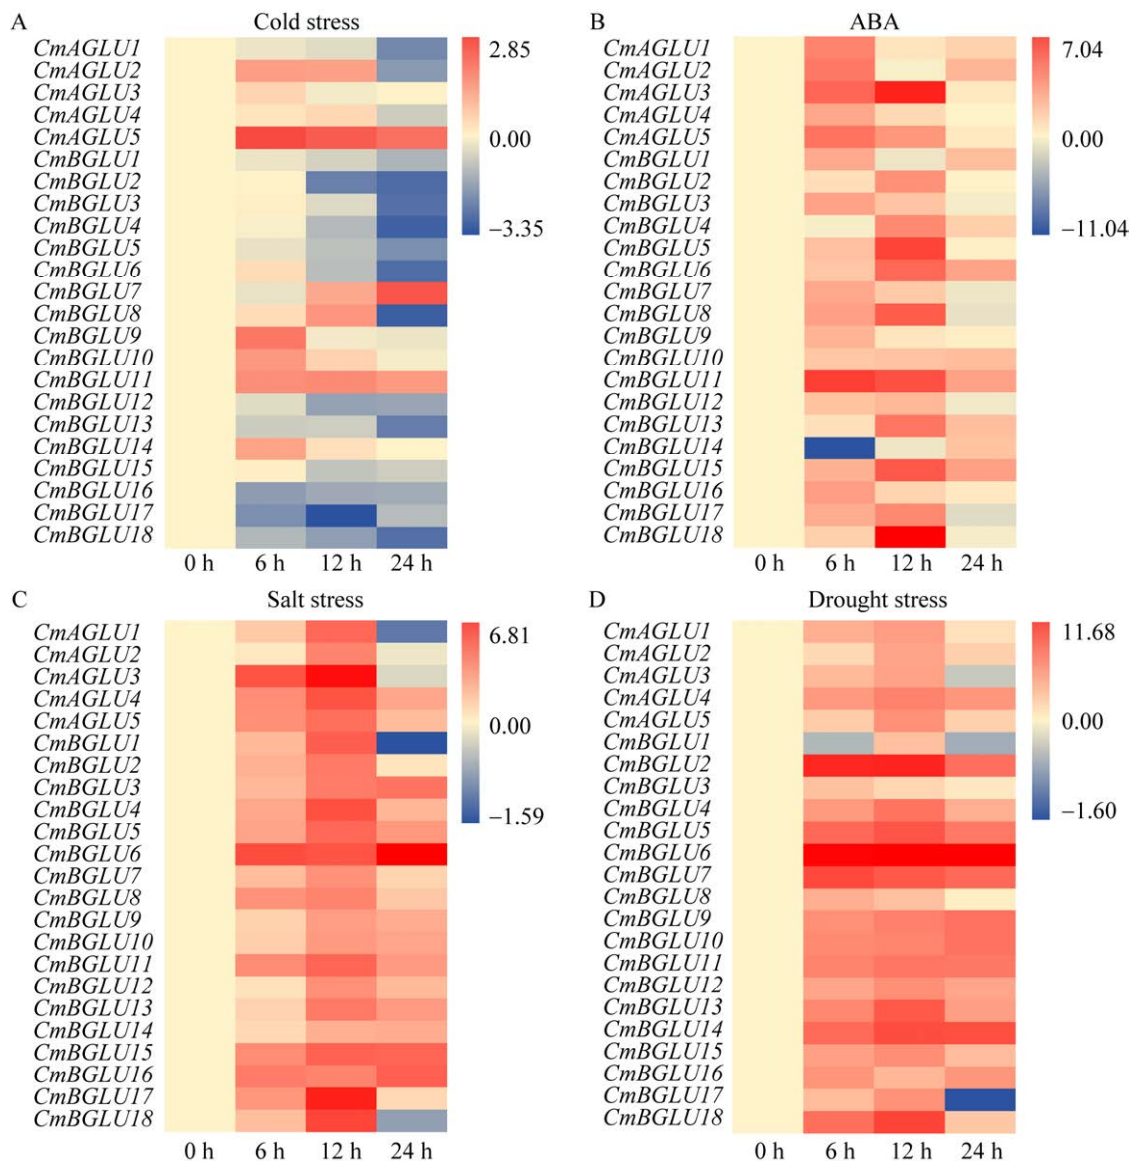 A
Cold stress
CmAGLU1
CmAGLU2
CmAGLU3
CmAGLU4
CmAGLU5
CmBGLU1
CmBGLU2
CmBGLU3
CmBGLU4
CmBGLU5
CmBGLU6
CmBGLU7
CmBGLU8
CmBGLU9
CmBGLU10
CmBGLU11
CmBGLU12
CmBGLU13
CmBGLU14
CmBGLU15
CmBGLU16
CmBGLU17
CmBGLU18
0 h 6 h 12 h 24 h
2.85
0.00
−3.35
B
ABA
CmAGLU1
CmAGLU2
CmAGLU3
CmAGLU4
CmAGLU5
CmBGLU1
CmBGLU2
CmBGLU3
CmBGLU4
CmBGLU5
CmBGLU6
CmBGLU7
CmBGLU8
CmBGLU9
CmBGLU10
CmBGLU11
CmBGLU12
CmBGLU13
CmBGLU14
CmBGLU15
CmBGLU16
CmBGLU17
CmBGLU18
0 h 6 h 12 h 24 h
7.04
0.00
−11.04
C
Salt stress
CmAGLU1
CmAGLU2
CmAGLU3
CmAGLU4
CmAGLU5
CmBGLU1
CmBGLU2
CmBGLU3
CmBGLU4
CmBGLU5
CmBGLU6
CmBGLU7
CmBGLU8
CmBGLU9
CmBGLU10
CmBGLU11
CmBGLU12
CmBGLU13
CmBGLU14
CmBGLU15
CmBGLU16
CmBGLU17
CmBGLU18
0 h 6 h 12 h 24 h
6.81
0.00
−1.59
D
Drought stress
CmAGLU1
CmAGLU2
CmAGLU3
CmAGLU4
CmAGLU5
CmBGLU1
CmBGLU2
CmBGLU3
CmBGLU4
CmBGLU5
CmBGLU6
CmBGLU7
CmBGLU8
CmBGLU9
CmBGLU10
CmBGLU11
CmBGLU12
CmBGLU13
CmBGLU14
CmBGLU15
CmBGLU16
CmBGLU17
CmBGLU18
0 h 6 h 12 h 24 h
11.68
0.00
−1.60